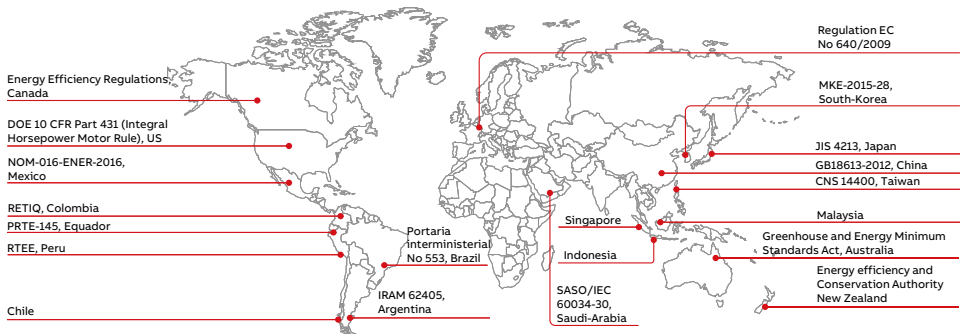 Energy Efficiency Regulations,
Canada
DOE 10 CFR Part 431 (Integral
Horsepower Motor Rule), US
NOM-016-ENER-2016,
Mexico
RETIQ, Colombia
PRTE-145, Equador
RTEE, Peru
Chile
Portaria
interministerial
No 553, Brazil
IRAM 62405,
Argentina
Regulation EC
No 640/2009
MKE-2015-28,
South-Korea
JIS 4213, Japan
GB18613-2012, China
CNS 14400, Taiwan
Singapore
Malaysia
Indonesia
Greenhouse and Energy Minimum
Standards Act, Australia
SASO/IEC
60034-30,
Saudi-Arabia
Energy efficiency and
Conservation Authority
New Zealand